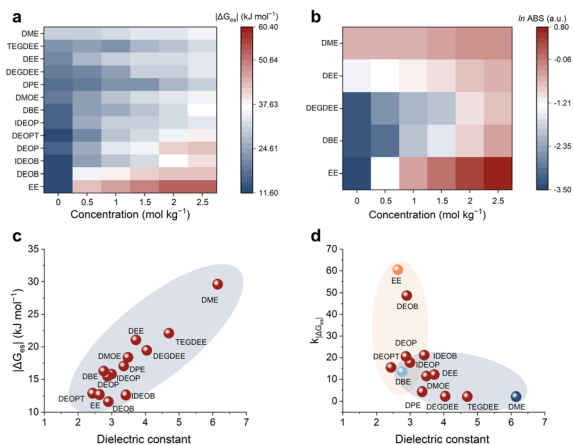 a
|ΔGes| (kJ mol⁻¹)
DME
TEGDEE
DEE
DEGDEE
DPE
DMOE
DBE
IDEOP
DEOPT
DEOP
IDEOB
DEOB
EE
0 0.5 1 1.5 2 2.5
Concentration (mol kg⁻¹)
60.40
50.64
37.63
24.61
11.60
b
ln ABS (a.u.)
DME
DEE
DEGDEE
DBE
EE
0 0.5 1 1.5 2 2.5
Concentration (mol kg⁻¹)
0.80
-0.06
-1.21
-2.35
-3.50
c
|ΔGes| (kJ mol⁻¹)
35
30
25
20
15
10
DME
DEE
TEGDEE
DMOE
DEGDEE
DPE
DBE
IDEOP
DEOP
DEOPT
IDEOB
EE
DEOB
1 2 3 4 5 6 7
Dielectric constant
d
k|ΔGes|
70
60
50
40
30
20
10
0
-10
EE
DEOB
DEOP
DEOPT
IDEOB
IDEOP
DEE
DBE
DMOE
DPE
DEGDEE
TEGDEE
DME
1 2 3 4 5 6 7
Dielectric constant